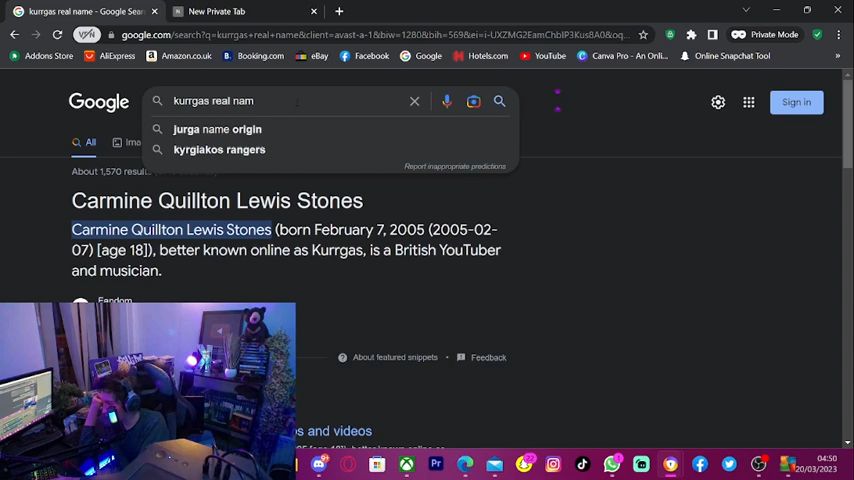 kurrgas real name - Google Sear
New Private Tab
VPN
google.com/search?q=kurrgas+real+name&client=avast-a-1&biw=1280&bih=569&ei=i-UXZMG2EamChbIP3Kus8A0&oq...
Private Mode
Addons Store
AliExpress
Amazon.co.uk
Booking.com
eBay
Facebook
Google
Hotels.com
YouTube
Canva Pro - An Onli...
Online Snapchat Tool
Google
kurrgas real nam
Sign in
jurga name origin
kyrgiakos rangers
Report inappropriate predictions
All
Ima
About 1,570 result
Carmine Quillton Lewis Stones
Carmine Quillton Lewis Stones (born February 7, 2005 (2005-02-
07) [age 18]), better known online as Kurrgas, is a British YouTuber
and musician.
Fandom
About featured snippets
Feedback
s and videos
Pr
22
1
04:50
20/03/2023